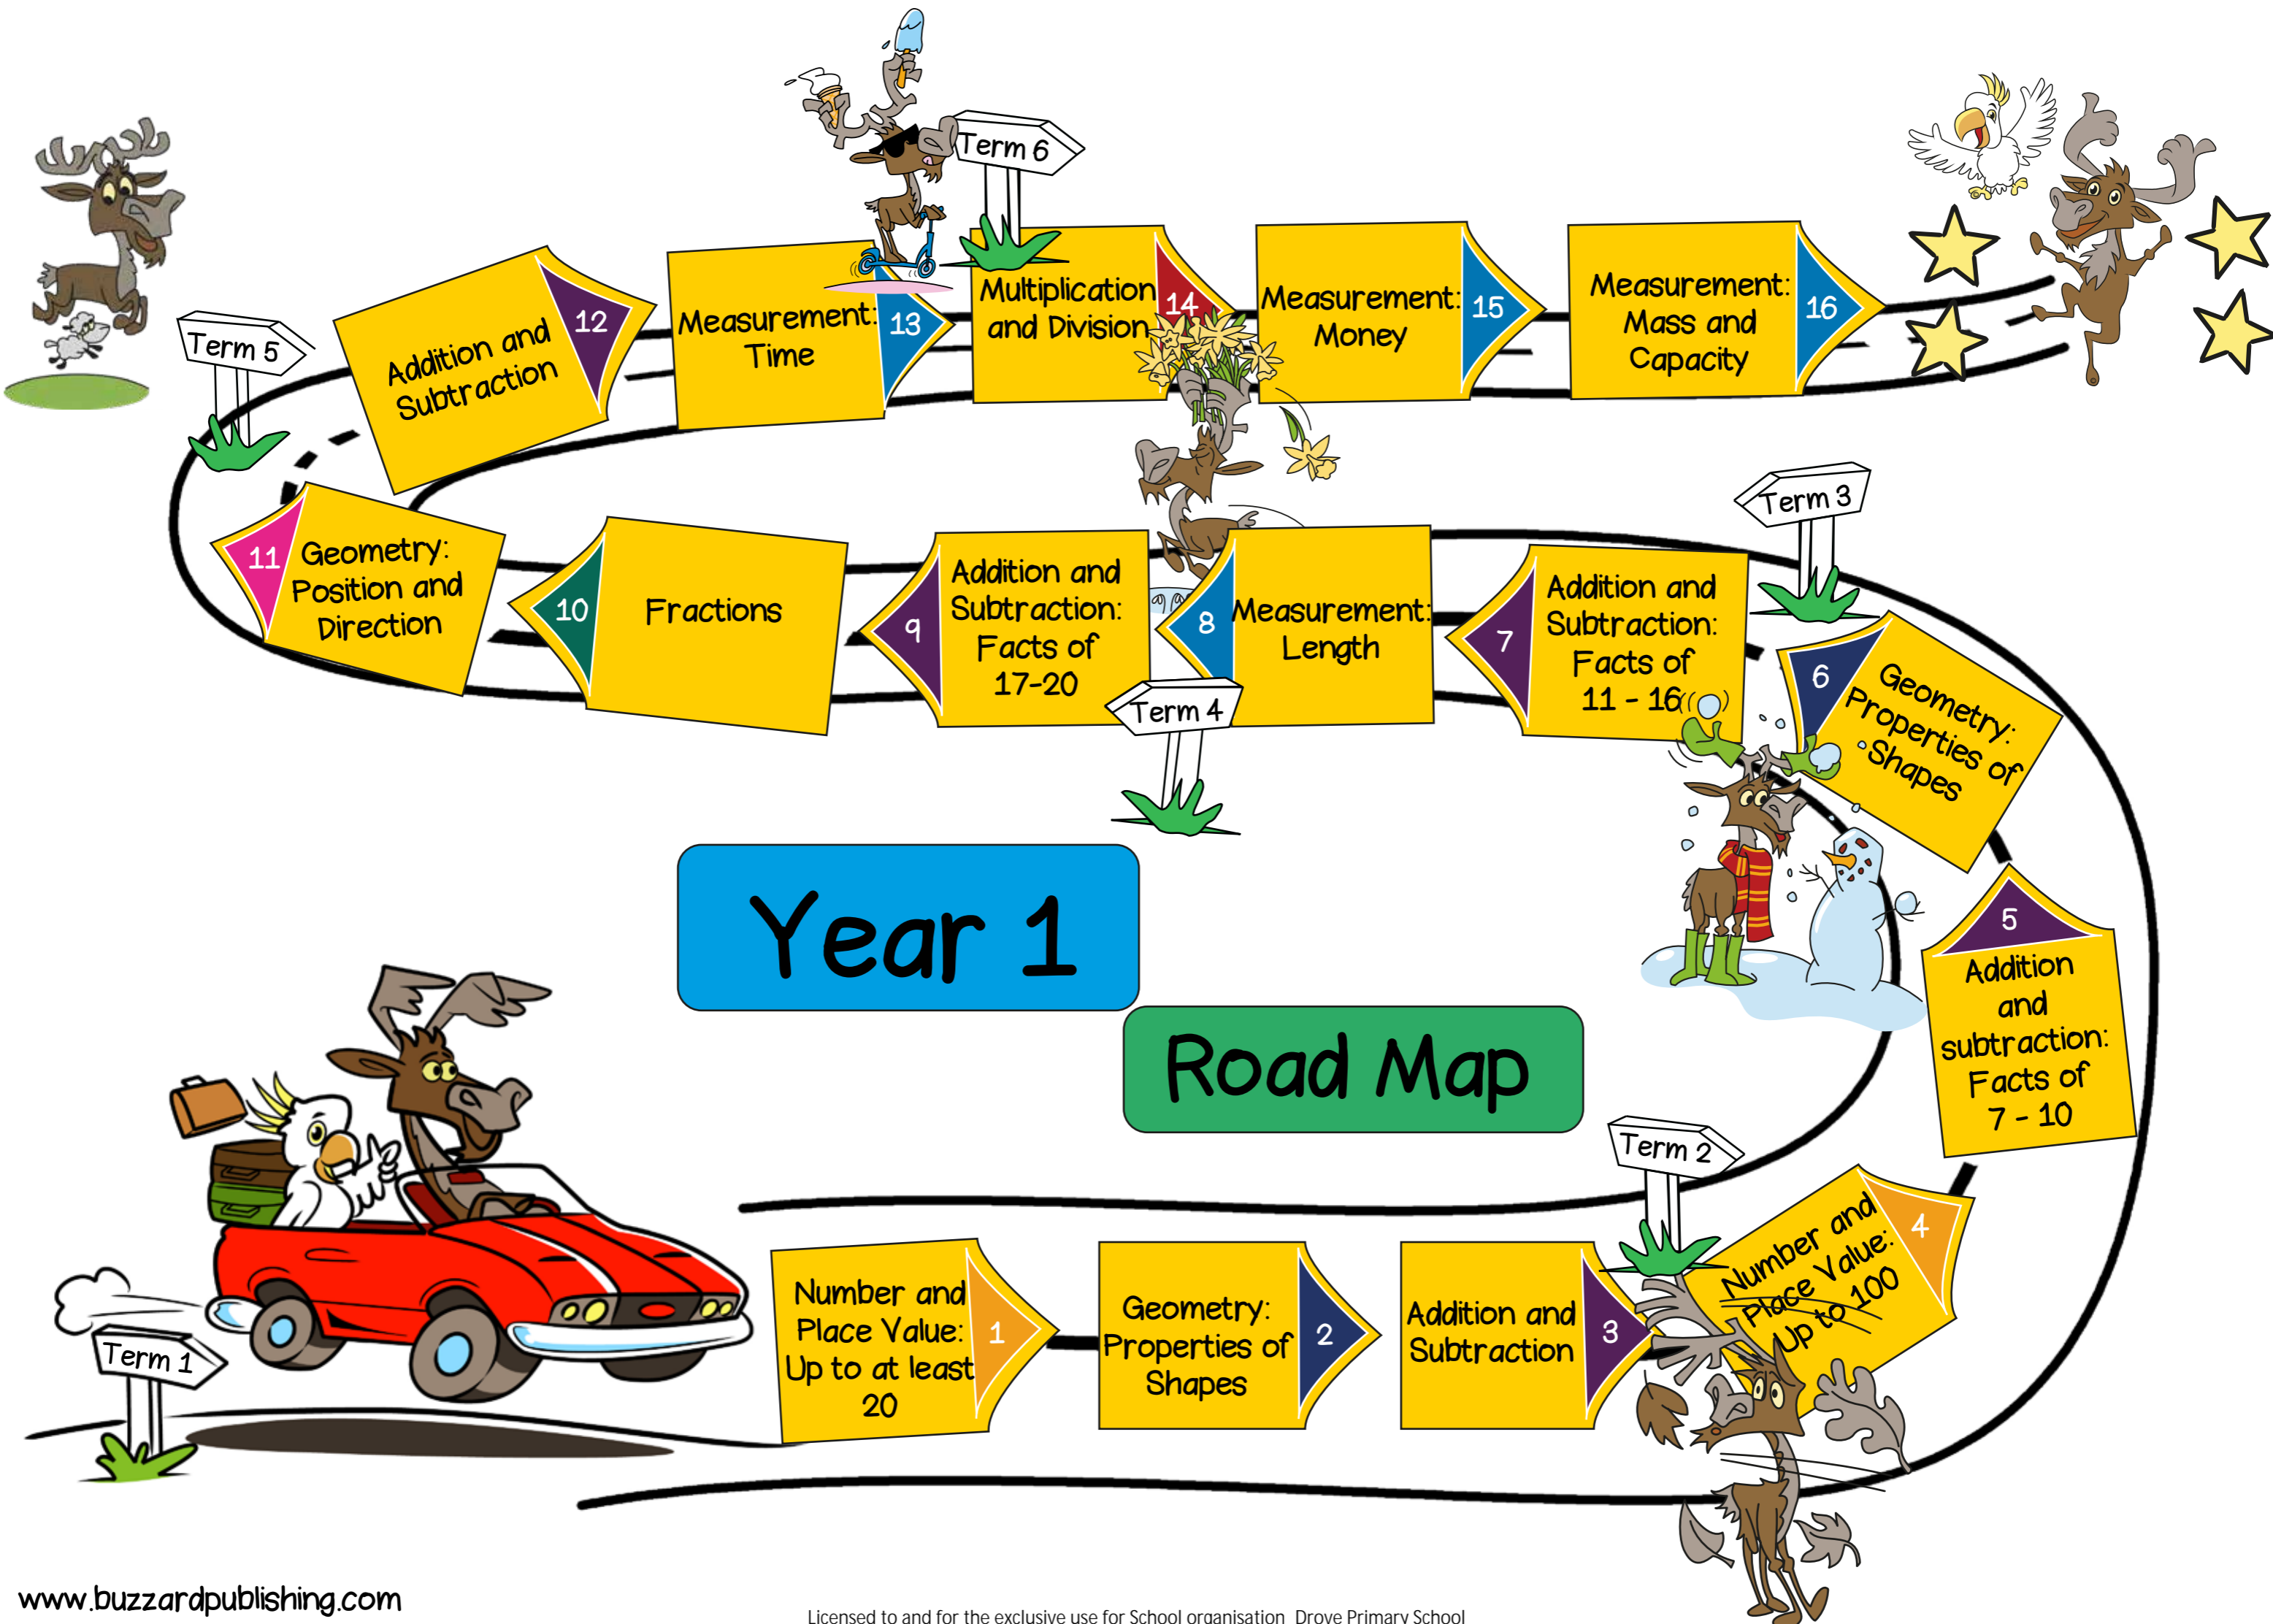 Year 1
Road Map
Term 1
1
Number and
Place Value:
Up to at least
20
2
Geometry:
Properties of
Shapes
3
Addition and
Subtraction
Term 2
4
Number and
Place Value:
Up to 100
5
Addition
and
subtraction:
Facts of
7 - 10
6
Geometry:
Properties of
Shapes
Term 3
7
Addition and
Subtraction:
Facts of
11 - 16
8
Measurement:
Length
Term 4
9
Addition and
Subtraction:
Facts of
17-20
10
Fractions
11
Geometry:
Position and
Direction
Term 5
12
Addition and
Subtraction
13
Measurement:
Time
Term 6
14
Multiplication
and Division
15
Measurement:
Money
16
Measurement:
Mass and
Capacity
www.buzzardpublishing.com
Licensed to and for the exclusive use for School organisation Drove Primary School